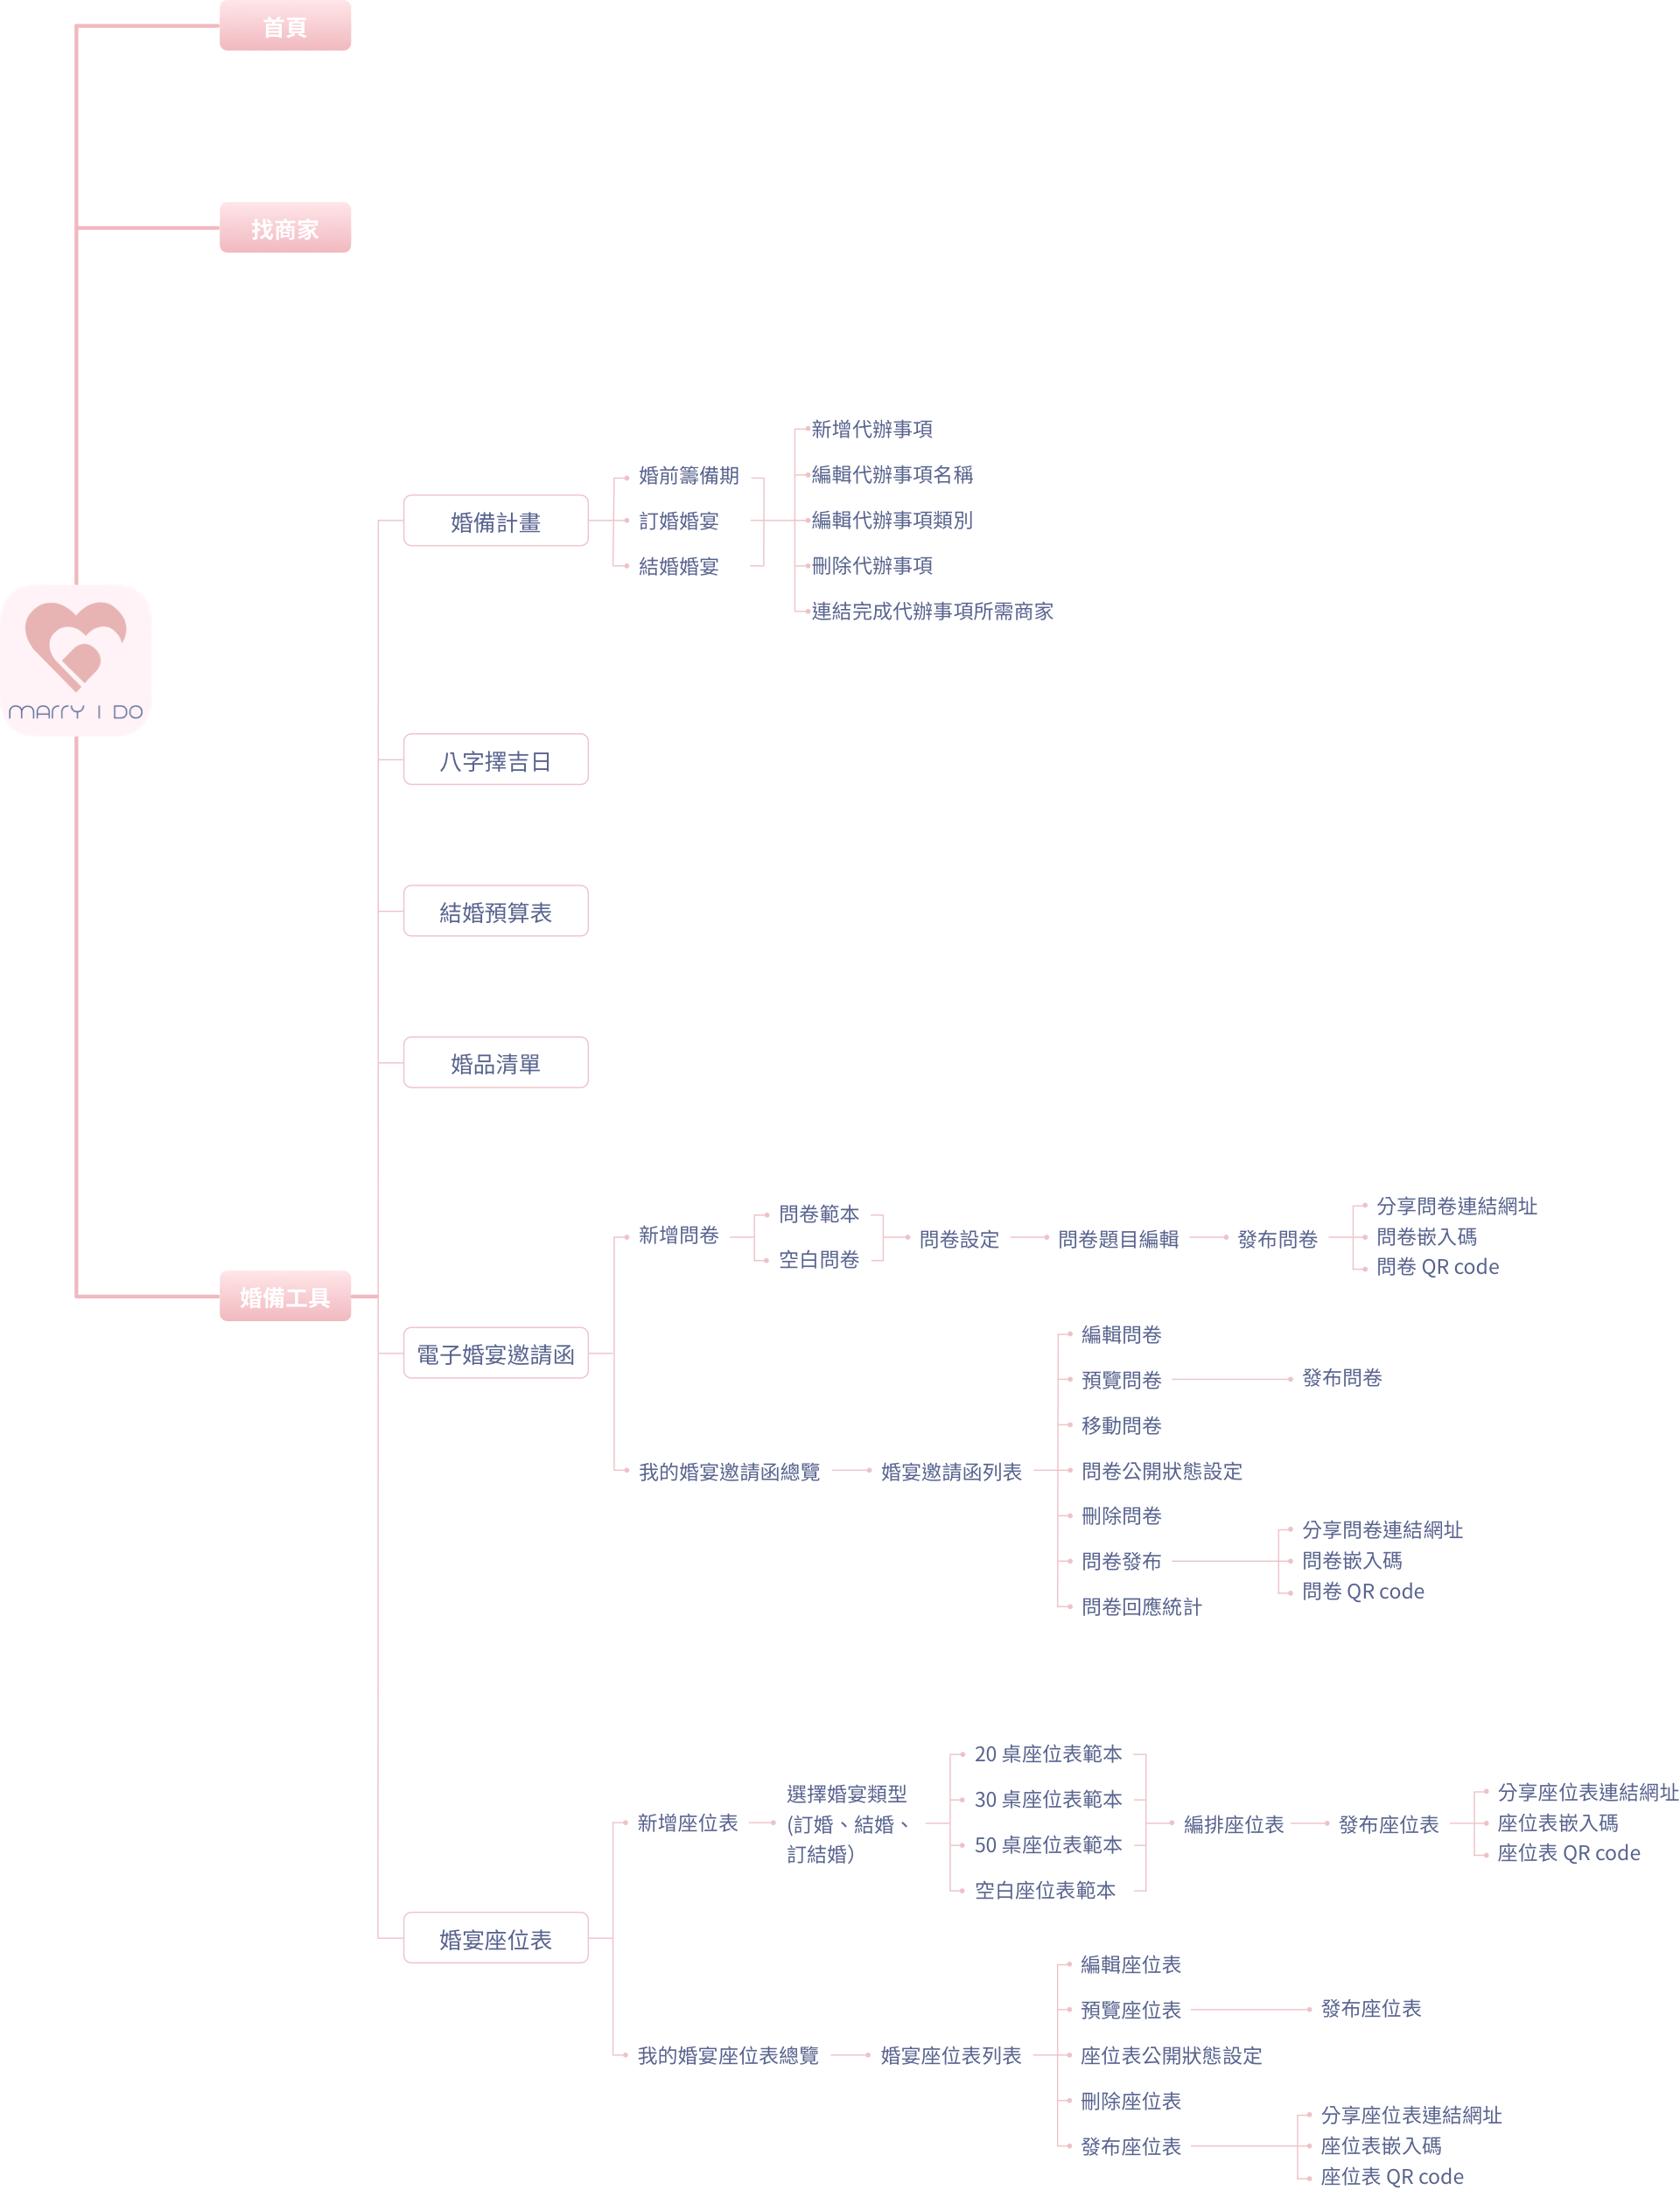 首頁
找商家
MARRY I DO
婚備工具
婚備計畫
婚前籌備期
訂婚婚宴
結婚婚宴
新增代辦事項
編輯代辦事項名稱
編輯代辦事項類別
刪除代辦事項
連結完成代辦事項所需商家
八字擇吉日
結婚預算表
婚品清單
電子婚宴邀請函
新增問卷
問卷範本
空白問卷
問卷設定
問卷題目編輯
發布問卷
分享問卷連結網址
問卷嵌入碼
問卷 QR code
我的婚宴邀請函總覽
婚宴邀請函列表
編輯問卷
預覽問卷
發布問卷
移動問卷
問卷公開狀態設定
刪除問卷
問卷發布
分享問卷連結網址
問卷嵌入碼
問卷 QR code
問卷回應統計
婚宴座位表
新增座位表
選擇婚宴類型
(訂婚、結婚、
訂結婚)
20 桌座位表範本
30 桌座位表範本
50 桌座位表範本
空白座位表範本
編排座位表
發布座位表
分享座位表連結網址
座位表嵌入碼
座位表 QR code
我的婚宴座位表總覽
婚宴座位表列表
編輯座位表
預覽座位表
發布座位表
座位表公開狀態設定
刪除座位表
發布座位表
分享座位表連結網址
座位表嵌入碼
座位表 QR code